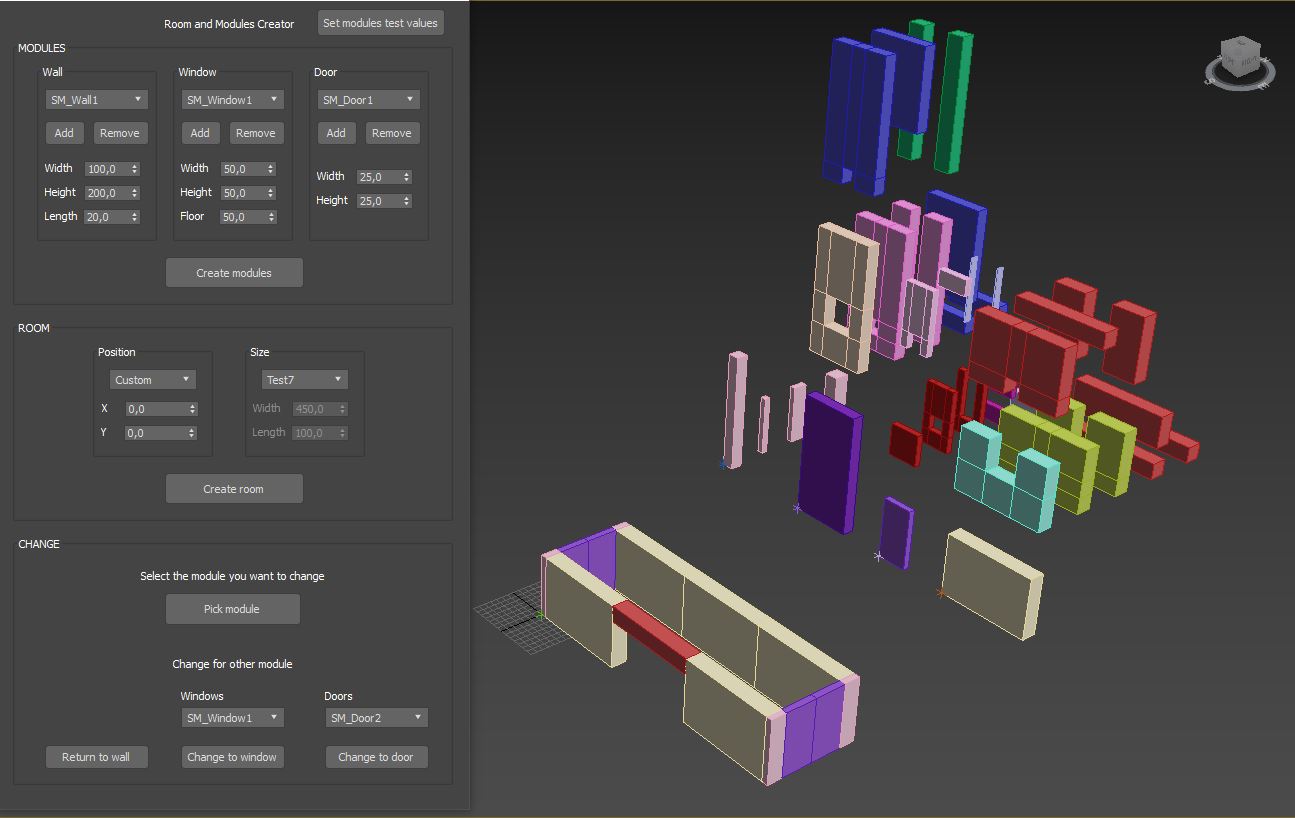 Room and Modules Creator
Set modules test values
MODULES
Wall
Window
Door
SM_Wall1
SM_Window1
SM_Door1
Add
Remove
Add
Remove
Add
Remove
Width 100,0
Height 200,0
Length 20,0
Width 50,0
Height 50,0
Floor 50,0
Width 25,0
Height 25,0
Create modules
ROOM
Position
Size
Custom
Test7
X 0,0
Y 0,0
Width 450,0
Length 100,0
Create room
CHANGE
Select the module you want to change
Pick module
Change for other module
Windows
Doors
SM_Window1
SM_Door2
Return to wall
Change to window
Change to door